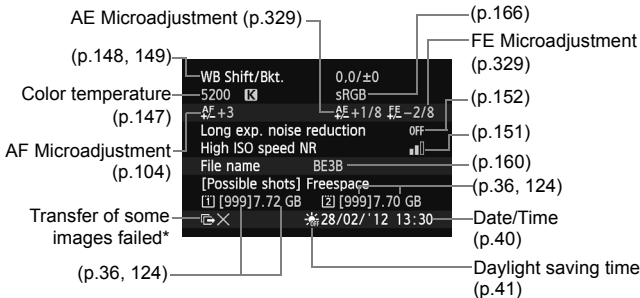 AE Microadjustment (p.329)
(p.166)
FE Microadjustment
(p.329)
(p.148, 149)
WB Shift/Bkt. 0,0/±0
Color temperature
(p.147)
5200 K sRGB
(p.152)
AF+3 AE+1/8 FE-2/8
Long exp. noise reduction OFF
(p.151)
AF Microadjustment
(p.104)
High ISO speed NR
File name BE3B
(p.160)
[Possible shots] Freespace
(p.36, 124)
1 [999]7.72 GB 2 [999]7.70 GB
Transfer of some
images failed*
OFF 28/02/'12 13:30
Date/Time
(p.40)
(p.36, 124)
Daylight saving time
(p.41)